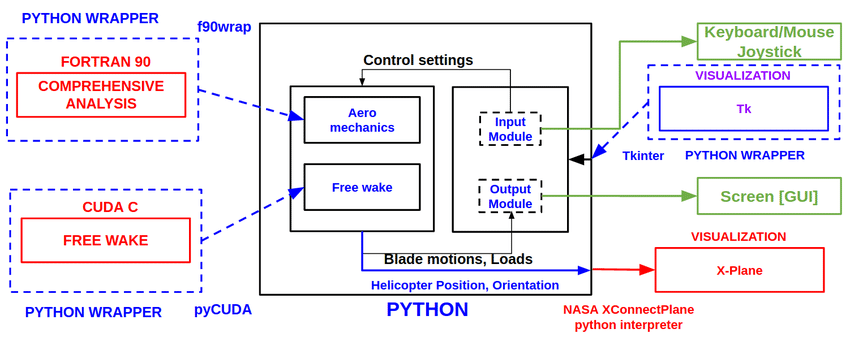 PYTHON WRAPPER
f90wrap
FORTRAN 90
COMPREHENSIVE
ANALYSIS
CUDA C
FREE WAKE
PYTHON WRAPPER
pyCUDA
Control settings
Aero
mechanics
Free wake
Input
Module
Output
Module
Blade motions, Loads
Helicopter Position, Orientation
PYTHON
Keyboard/Mouse
Joystick
VISUALIZATION
Tk
Tkinter
PYTHON WRAPPER
Screen [GUI]
VISUALIZATION
X-Plane
NASA XConnectPlane
python interpreter